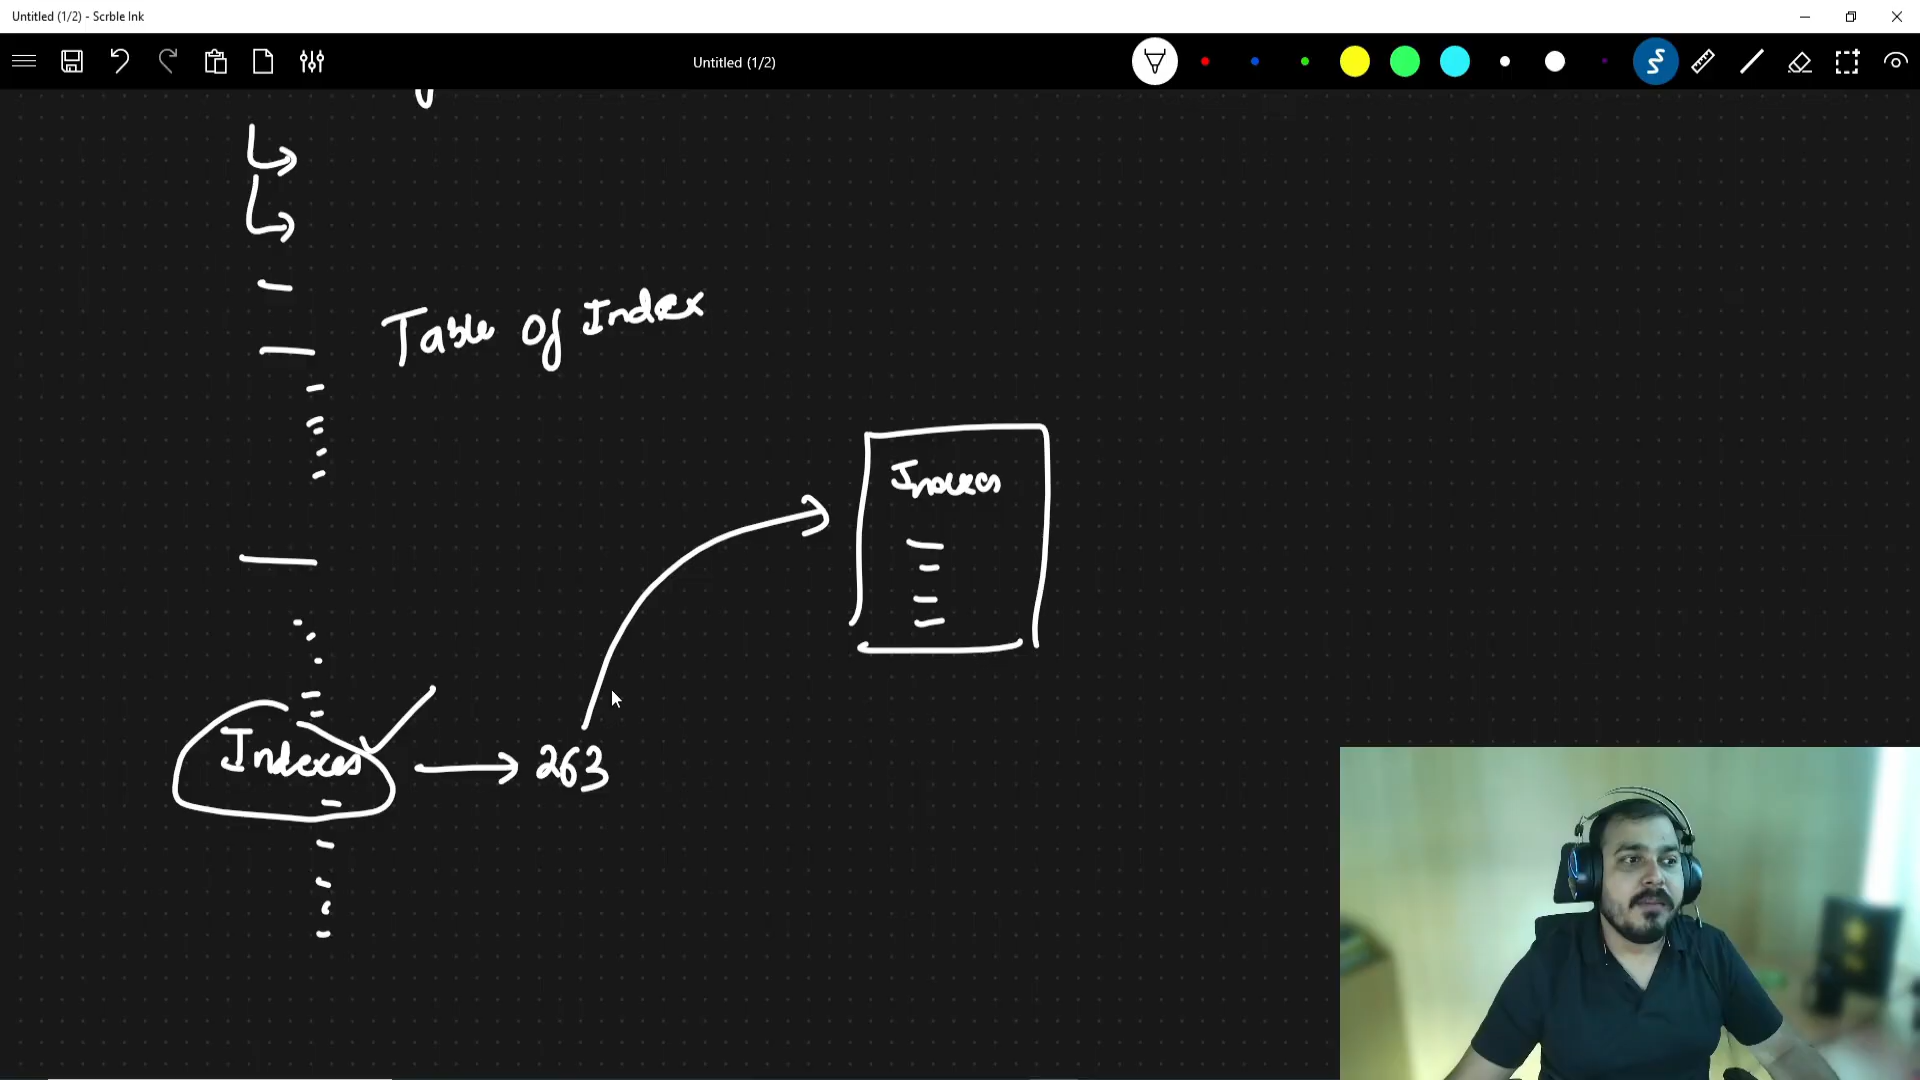 Untitled (1/2) - Scrble Ink
Untitled (1/2)
Table Of Index
Indexes
Indexes
263